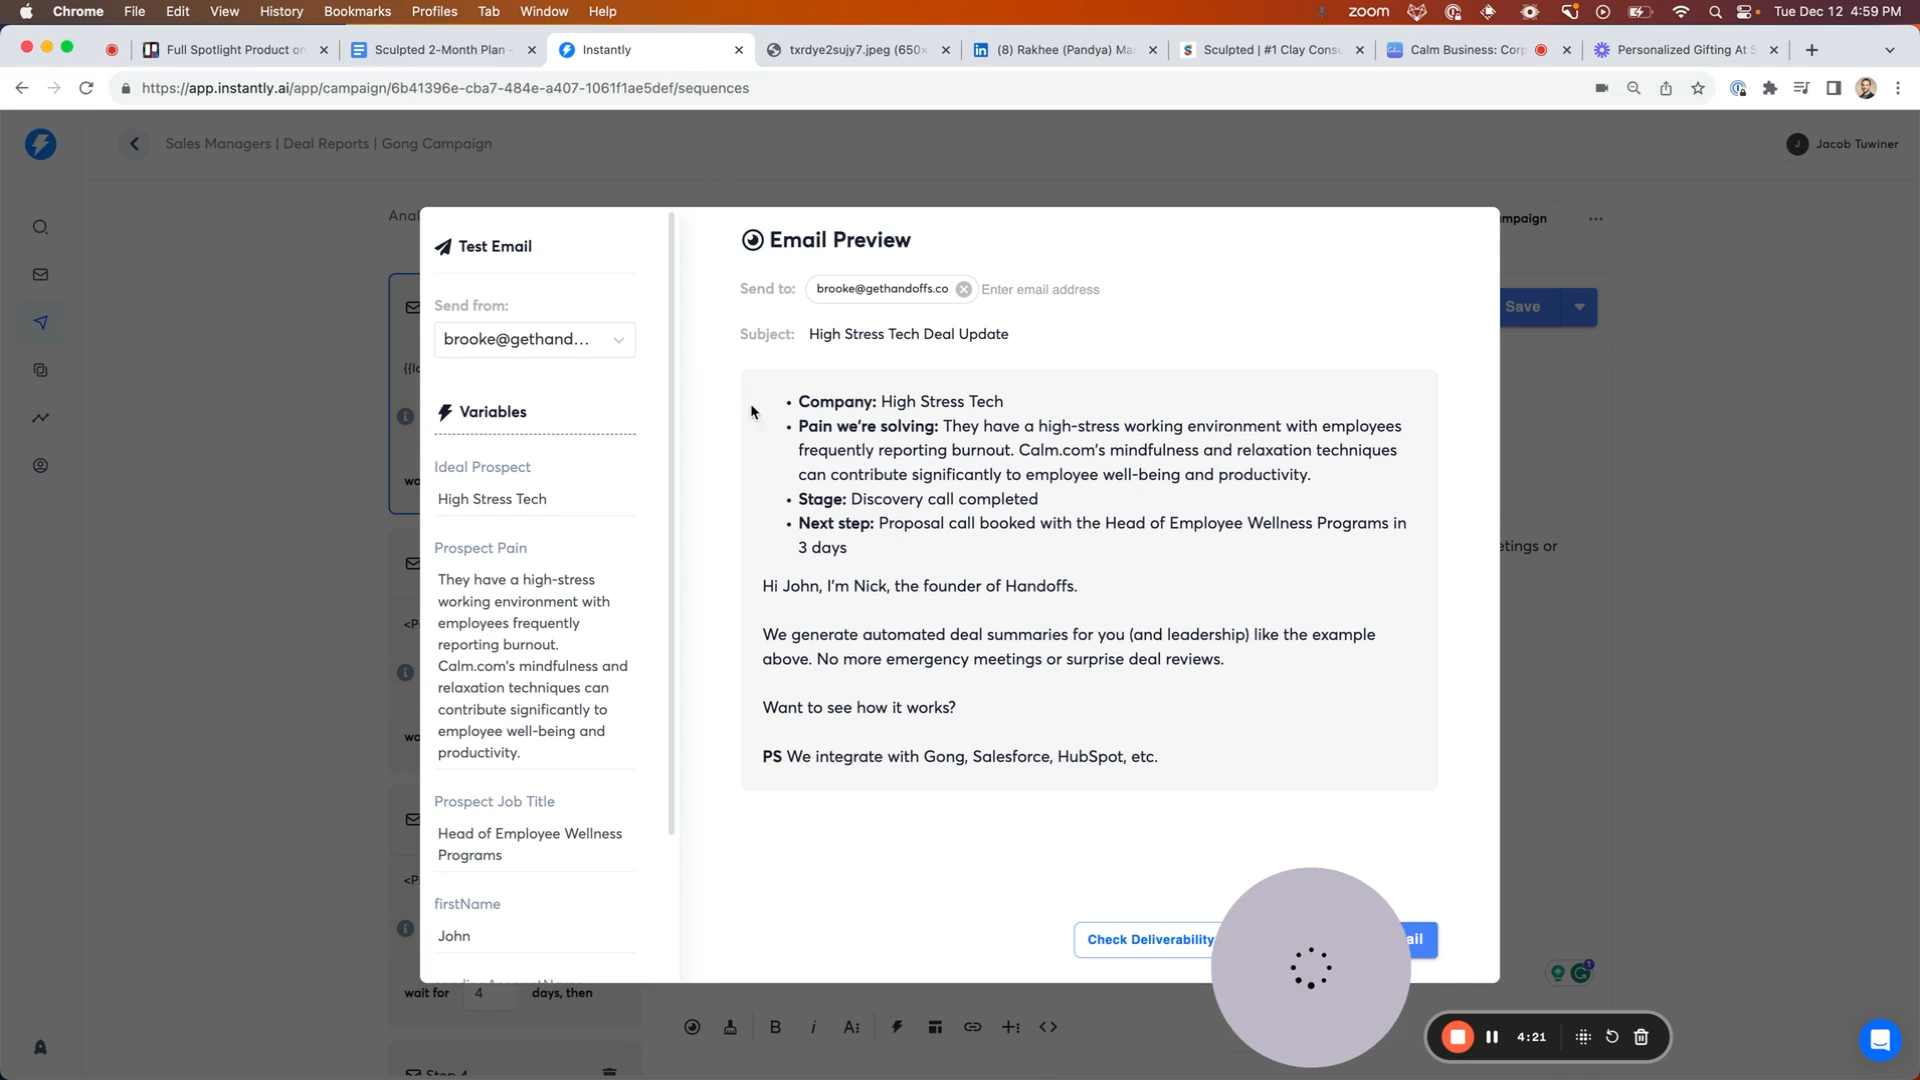 Chrome File Edit View History Bookmarks Profiles Tab Window Help zoom Tue Dec 12 4:59 PM
Full Spotlight Product on Sculpted 2-Month Plan - Instantly txrdye2sujy7.jpeg (650× (8) Rakhee (Pandya) Ma Sculpted | #1 Clay Consu Calm Business: Corp Personalized Gifting At S
https://app.instantly.ai/app/campaign/6b41396e-cba7-484e-a407-1061f1ae5def/sequences
Sales Managers | Deal Reports | Gong Campaign
J Jacob Tuwiner
Anal
mpaign
Test Email
Send from:
brooke@gethand...
Variables
Ideal Prospect
High Stress Tech
Prospect Pain
They have a high-stress
working environment with
employees frequently
reporting burnout.
Calm.com's mindfulness and
relaxation techniques can
contribute significantly to
employee well-being and
productivity.
Prospect Job Title
Head of Employee Wellness
Programs
firstName
John
Email Preview
Send to: brooke@gethandoffs.co Enter email address
Subject: High Stress Tech Deal Update
• Company: High Stress Tech
• Pain we're solving: They have a high-stress working environment with employees
frequently reporting burnout. Calm.com's mindfulness and relaxation techniques
can contribute significantly to employee well-being and productivity.
• Stage: Discovery call completed
• Next step: Proposal call booked with the Head of Employee Wellness Programs in
3 days
Hi John, I'm Nick, the founder of Handoffs.
We generate automated deal summaries for you (and leadership) like the example
above. No more emergency meetings or surprise deal reviews.
Want to see how it works?
PS We integrate with Gong, Salesforce, HubSpot, etc.
Check Deliverability
ail
Save
etings or
wa
<P
wa
<P
wait for 4 days, then
Step 4
B i A
1
4:21